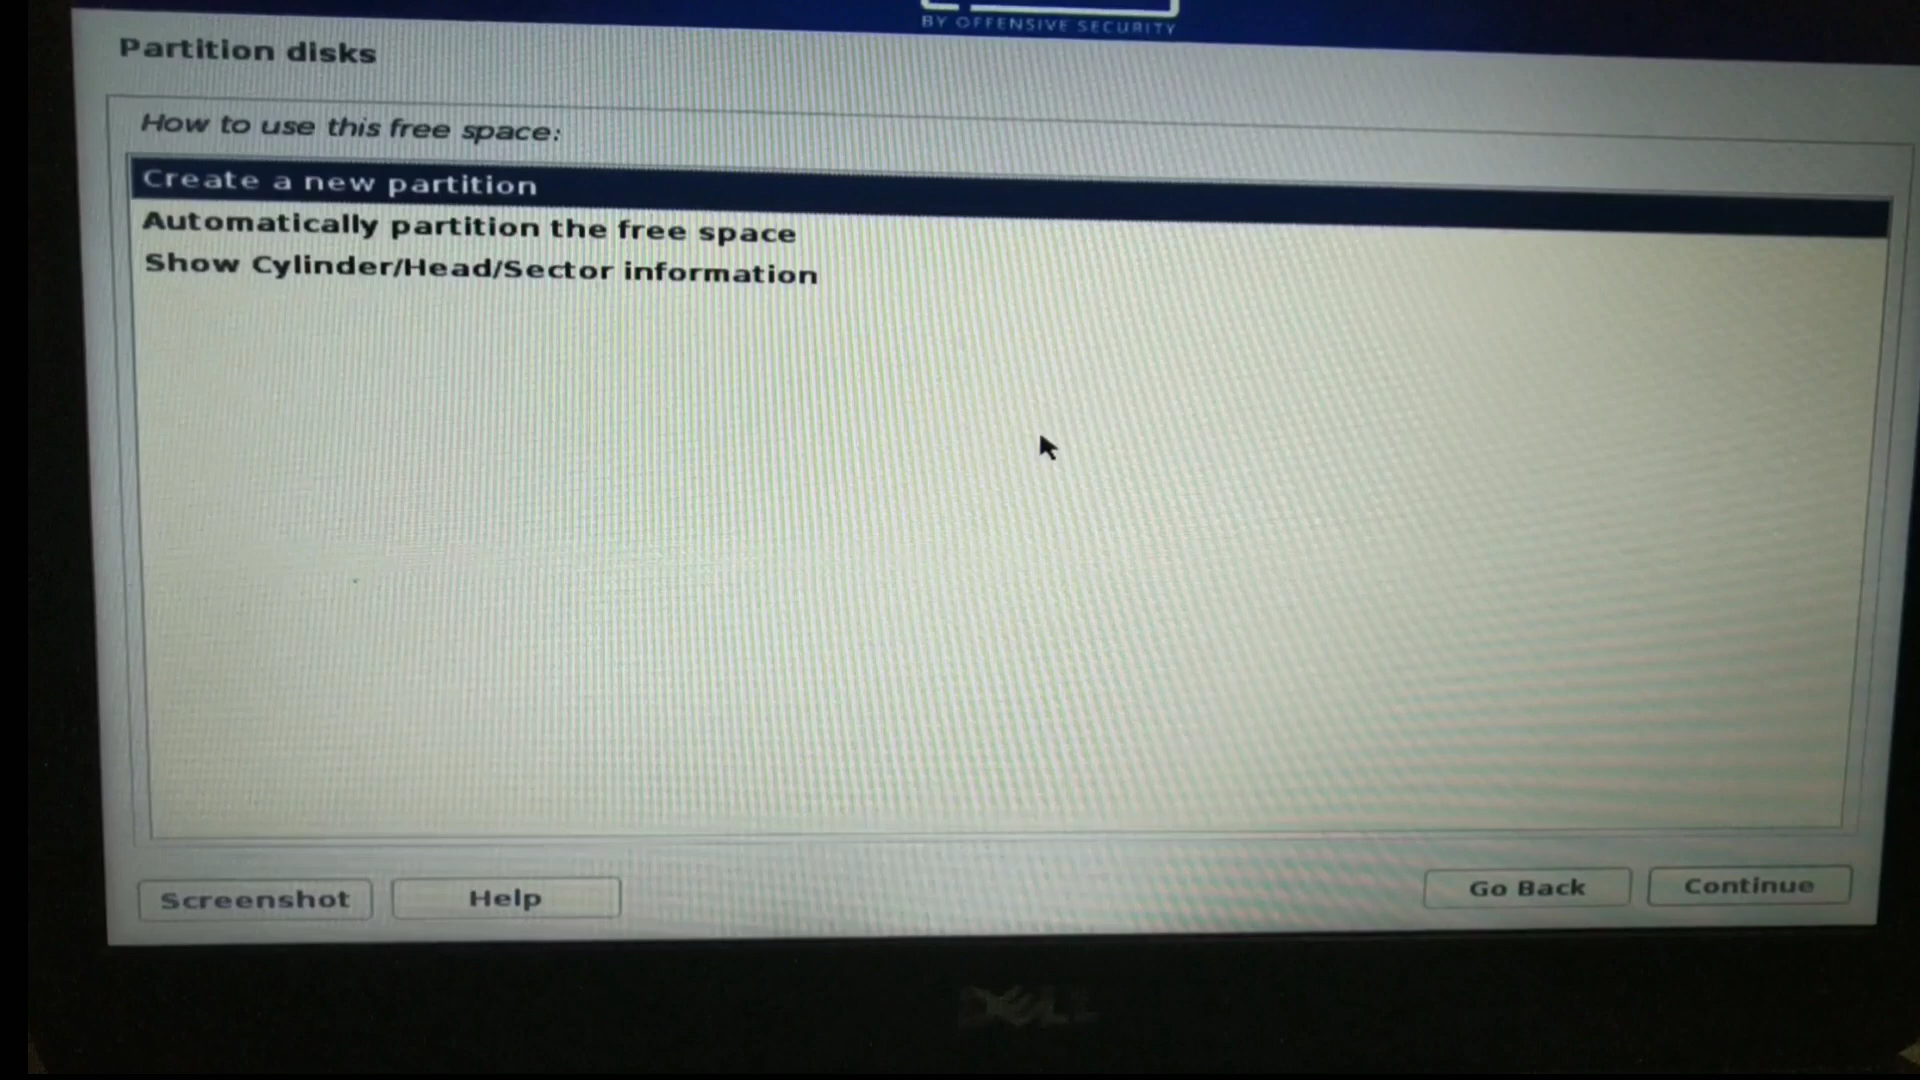 BY OFFENSIVE SECURITY
Partition disks
How to use this free space:
Create a new partition
Automatically partition the free space
Show Cylinder/Head/Sector information
Screenshot
Help
Go Back
Continue
DELL